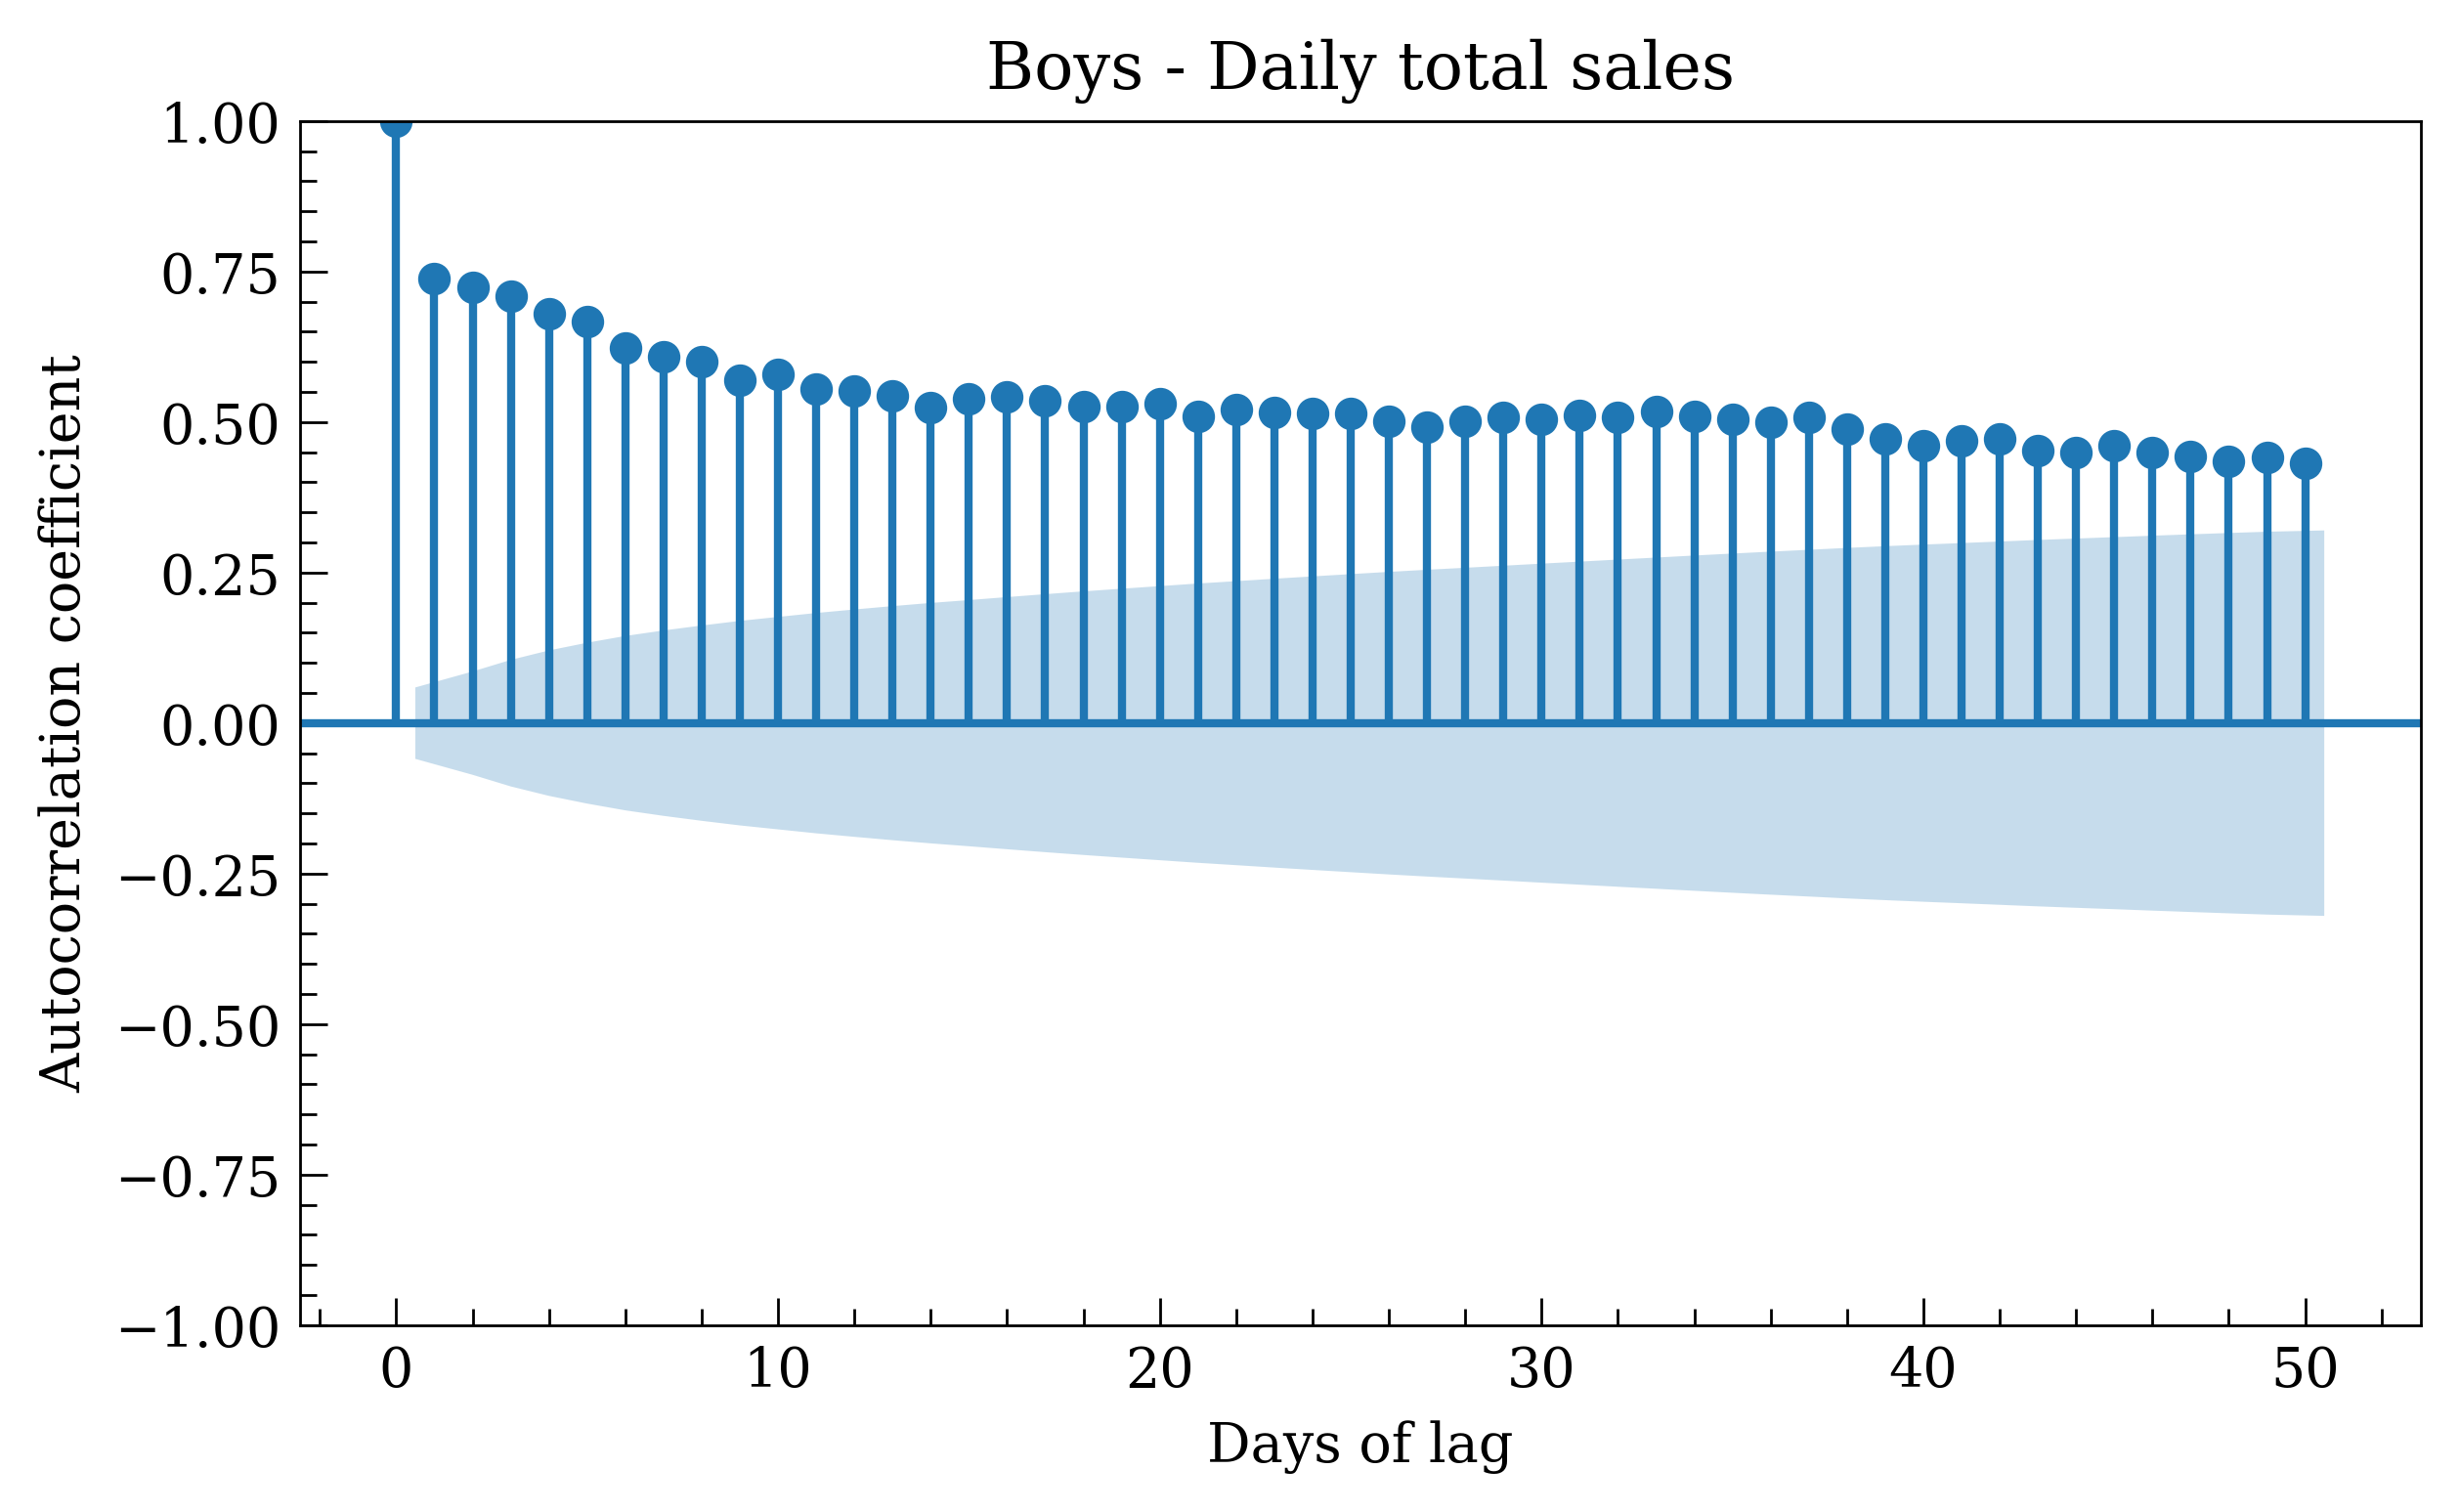 Boys - Daily total sales
1.00
0.75
0.50
0.25
0.00
−0.25
−0.50
−0.75
−1.00
Autocorrelation coefficient
0 10 20 30 40 50
Days of lag